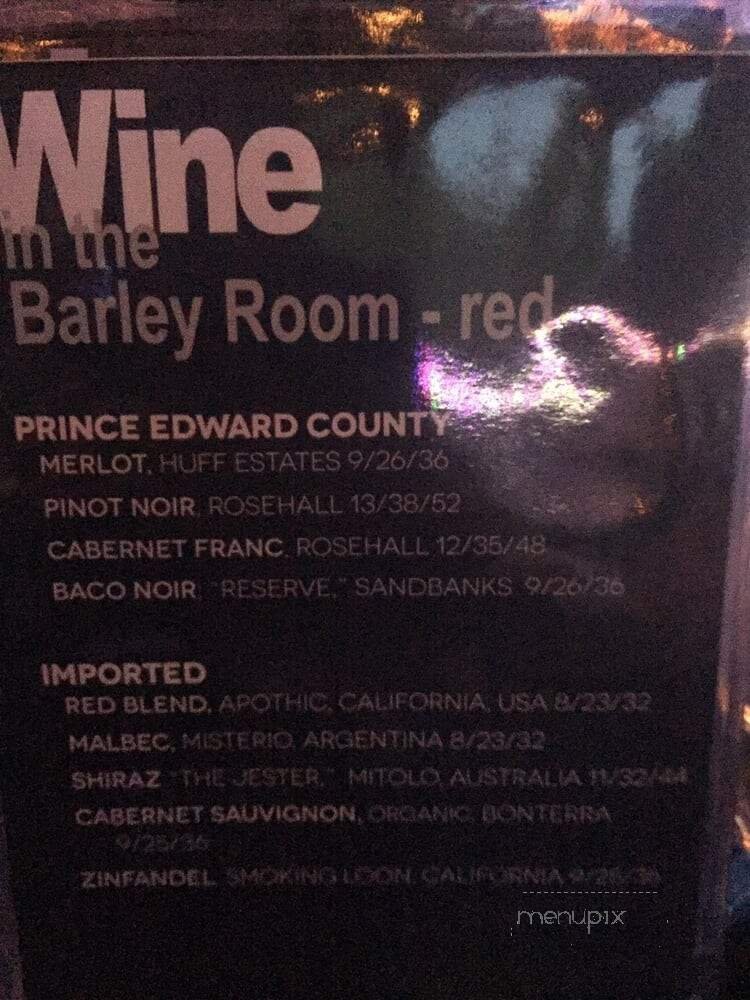 Wine
in the
Barley Room - red
PRINCE EDWARD COUNTY
MERLOT, HUFF ESTATES 9/26/36
PINOT NOIR, ROSEHALL 13/38/52
CABERNET FRANC, ROSEHALL 12/35/48
BACO NOIR, "RESERVE," SANDBANKS 9/26/36
IMPORTED
RED BLEND, APOTHIC, CALIFORNIA, USA 8/23/32
MALBEC, MISTERIO, ARGENTINA 8/23/32
SHIRAZ "THE JESTER," MITOLO, AUSTRALIA 11/32/44
CABERNET SAUVIGNON, ORGANIC, BONTERRA
ZINFANDEL, SMOKING LOON, CALIFORNIA
menupix